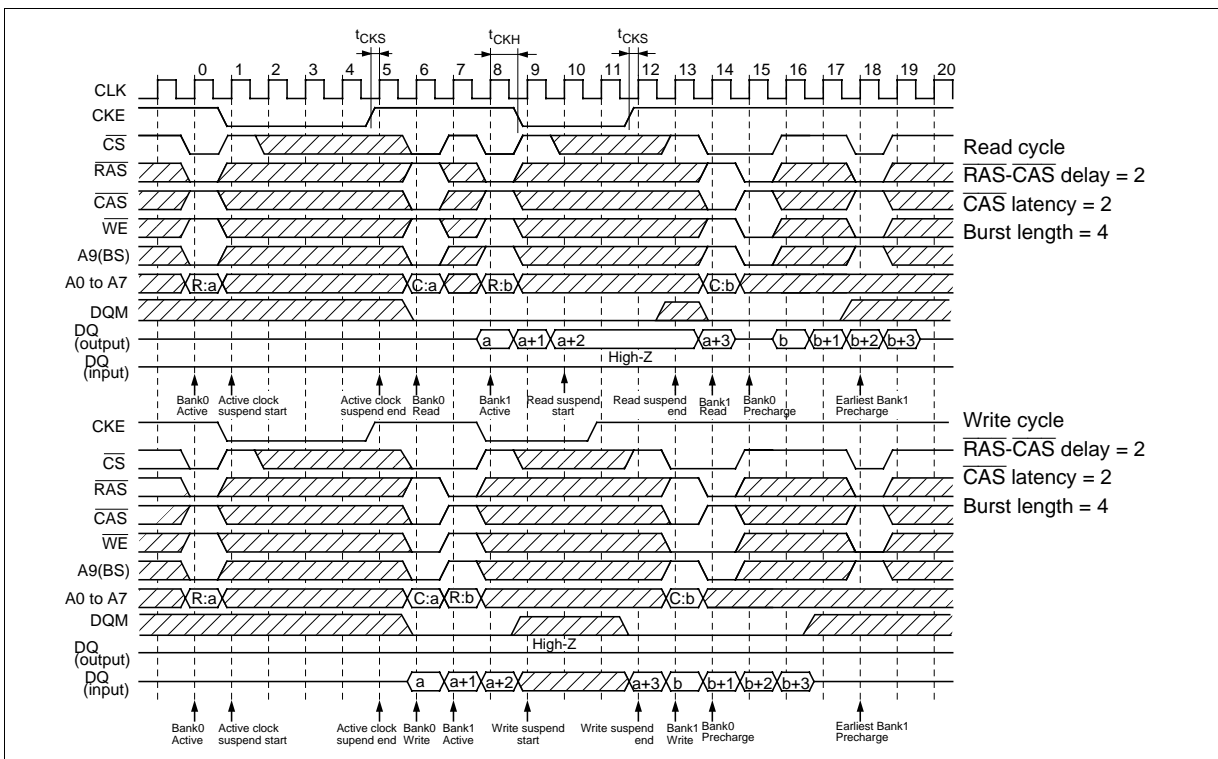 tCKS tCKH tCKS
0 1 2 3 4 5 6 7 8 9 10 11 12 13 14 15 16 17 18 19 20
CLK
CKE
CS
RAS
CAS
WE
A9(BS)
A0 to A7 R:a C:a R:b C:b
DQM
DQ
(output) a a+1 a+2 a+3 b b+1 b+2 b+3
High-Z
DQ
(input)
Bank0 Active clock Active clock Bank0 Bank1 Read suspend Read suspend Bank1 Bank0 Earliest Bank1
Active suspend start suspend end Read Active start end Read Precharge Precharge
Read cycle
RAS-CAS delay = 2
CAS latency = 2
Burst length = 4
CKE
CS
RAS
CAS
WE
A9(BS)
A0 to A7 R:a C:a R:b C:b
DQM
High-Z
DQ
(output)
DQ
(input) a a+1 a+2 a+3 b b+1 b+2 b+3
Bank0 Active clock Active clock Bank0 Bank1 Write suspend Write suspend Bank1 Bank0 Earliest Bank1
Active suspend start supend end Write Active start end Write Precharge Precharge
Write cycle
RAS-CAS delay = 2
CAS latency = 2
Burst length = 4